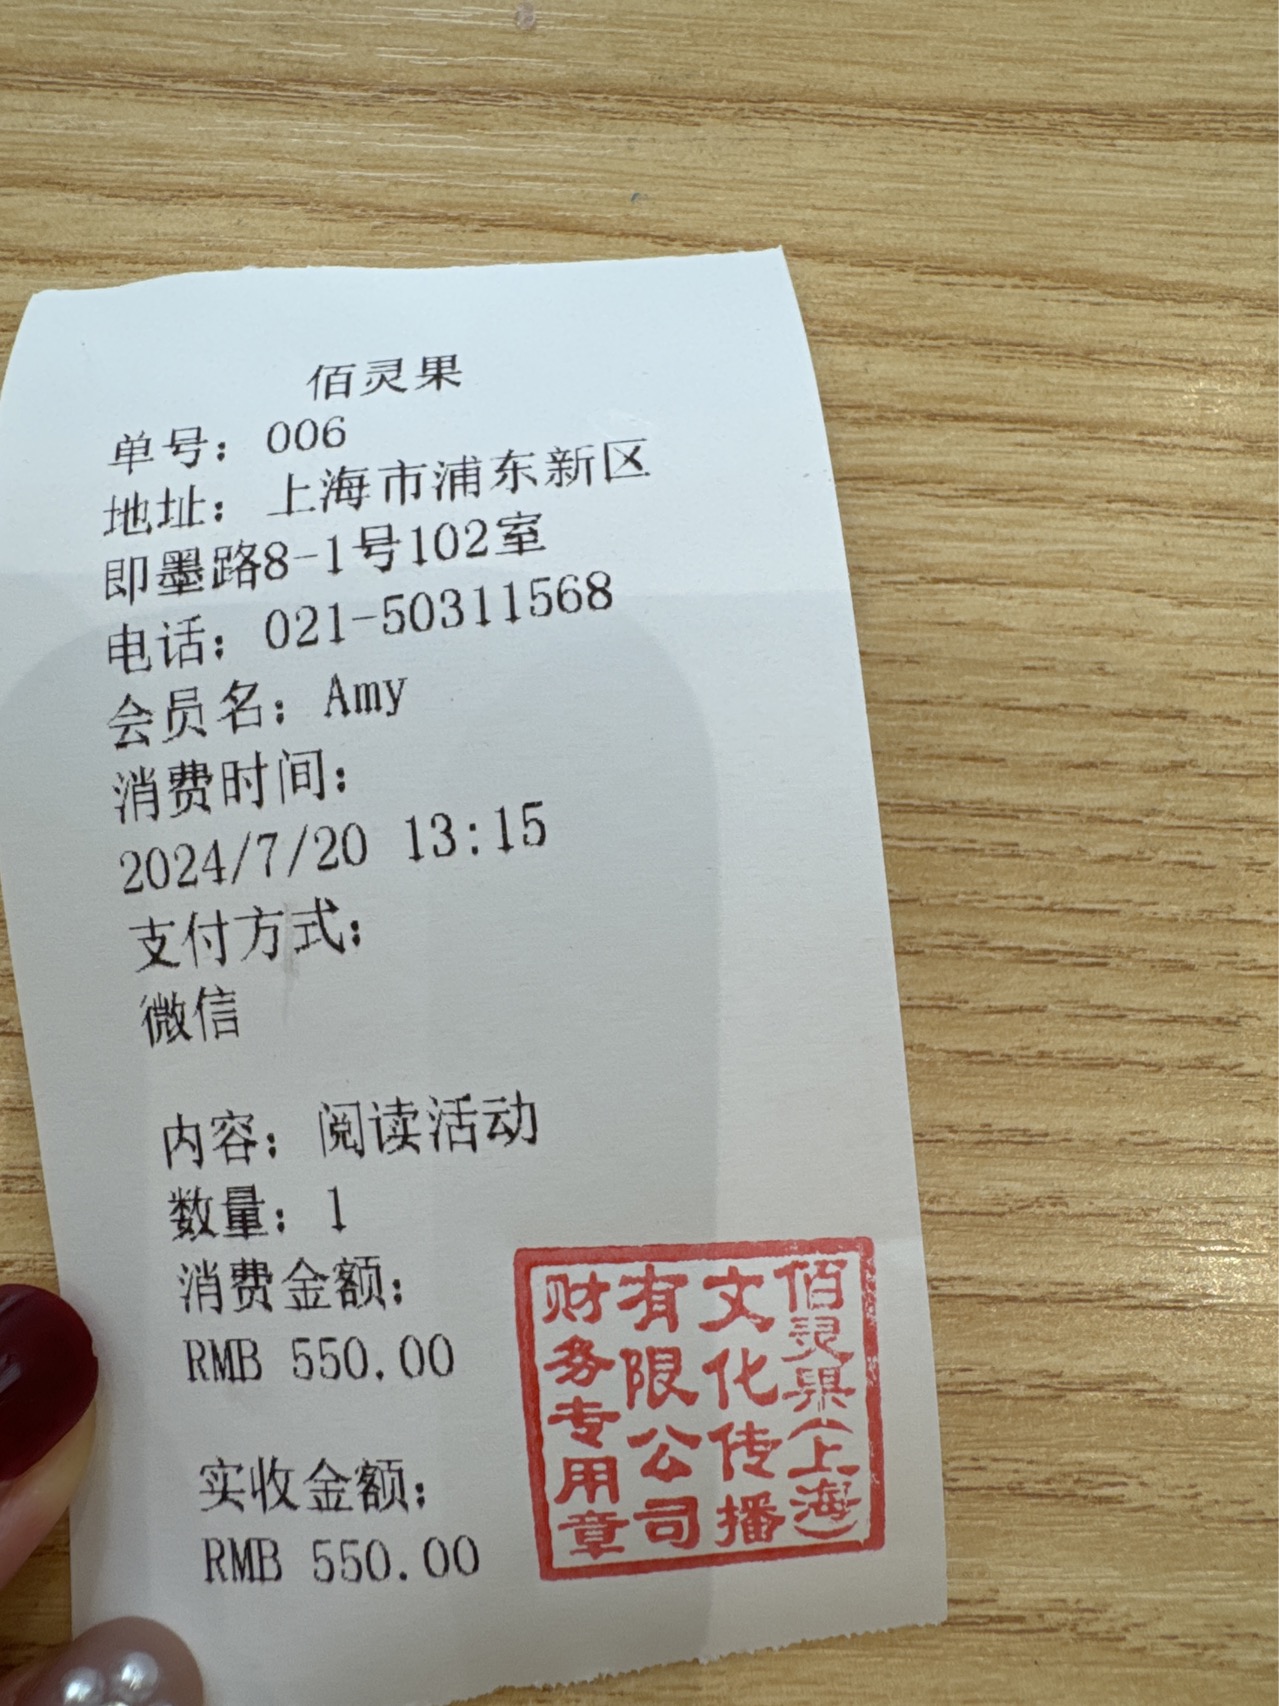 佰灵果
单号：006
地址：上海市浦东新区
即墨路8-1号102室
电话：021-50311568
会员名：Amy
消费时间：
2024/7/20 13:15
支付方式：
微信
内容：阅读活动
数量：1
消费金额：
RMB 550.00
实收金额：
RMB 550.00
佰灵果(上海)
文化传播
有限公司
财务专用章